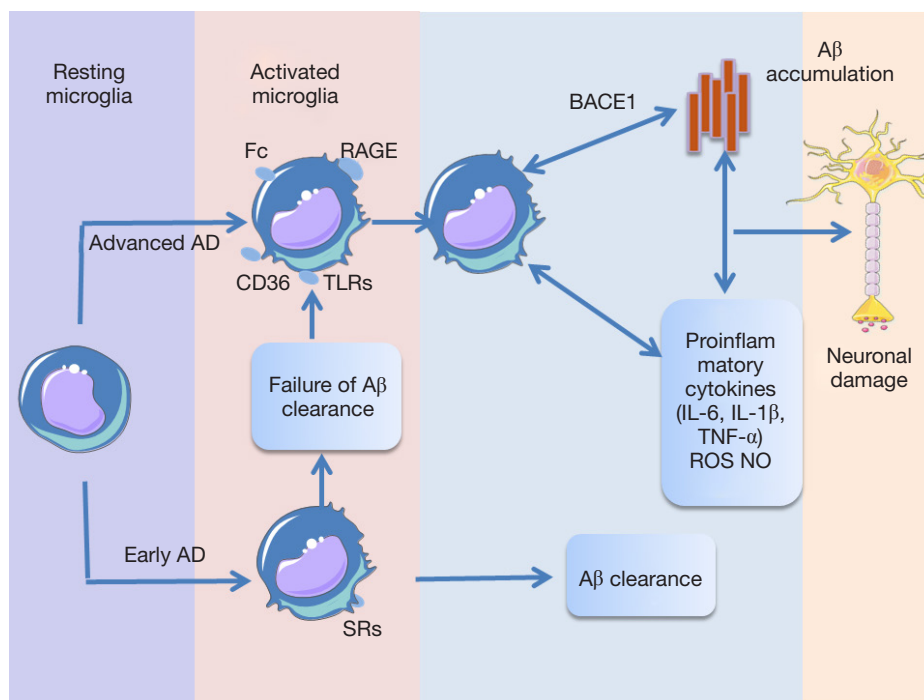 Resting
microglia
Activated
microglia
Aβ
accumulation
BACE1
Fc
RAGE
Advanced AD
CD36
TLRs
Failure of Aβ
clearance
Proinflam
matory
cytokines
(IL-6, IL-1β,
TNF-α)
ROS NO
Neuronal
damage
Early AD
SRs
Aβ clearance